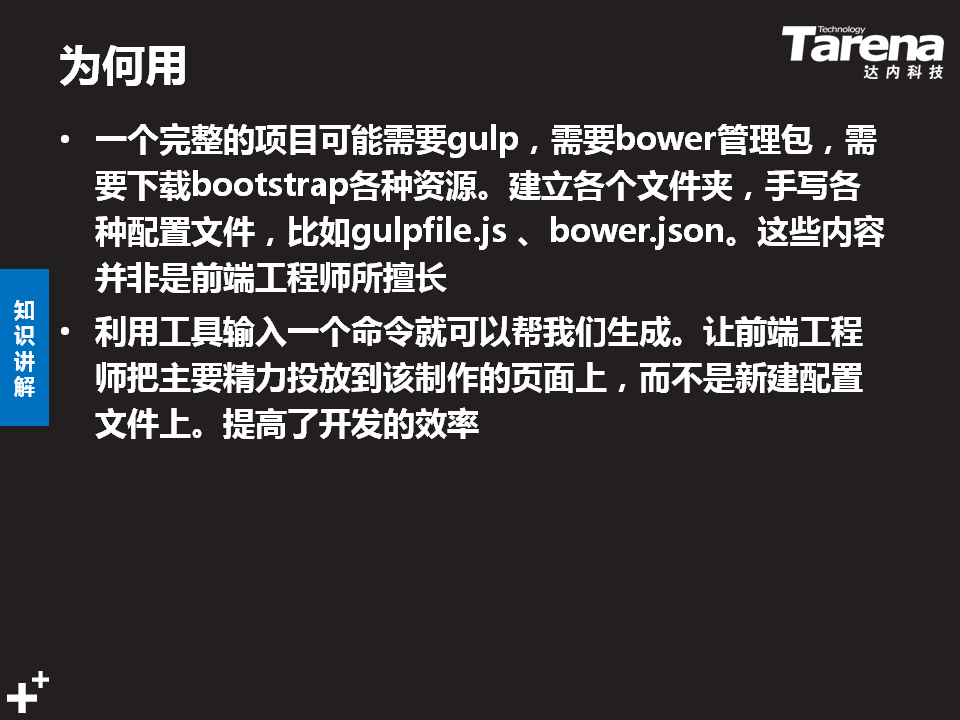 为何用
Technology
Tarena
达内科技
• 一个完整的项目可能需要gulp，需要bower管理包，需
要下载bootstrap各种资源。建立各个文件夹，手写各
种配置文件，比如gulpfile.js 、bower.json。这些内容
并非是前端工程师所擅长
• 利用工具输入一个命令就可以帮我们生成。让前端工程
师把主要精力投放到该制作的页面上，而不是新建配置
文件上。提高了开发的效率
知
识
讲
解